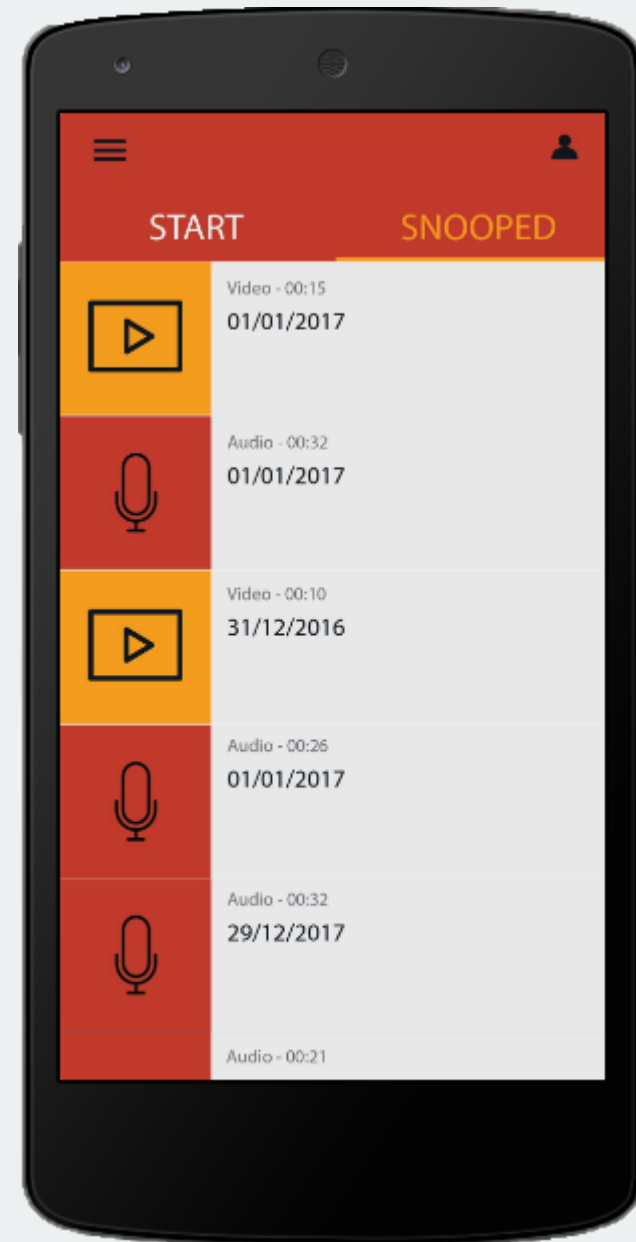 START SNOOPED
Video - 00:15
01/01/2017
Audio - 00:32
01/01/2017
Video - 00:10
31/12/2016
Audio - 00:26
01/01/2017
Audio - 00:32
29/12/2017
Audio - 00:21